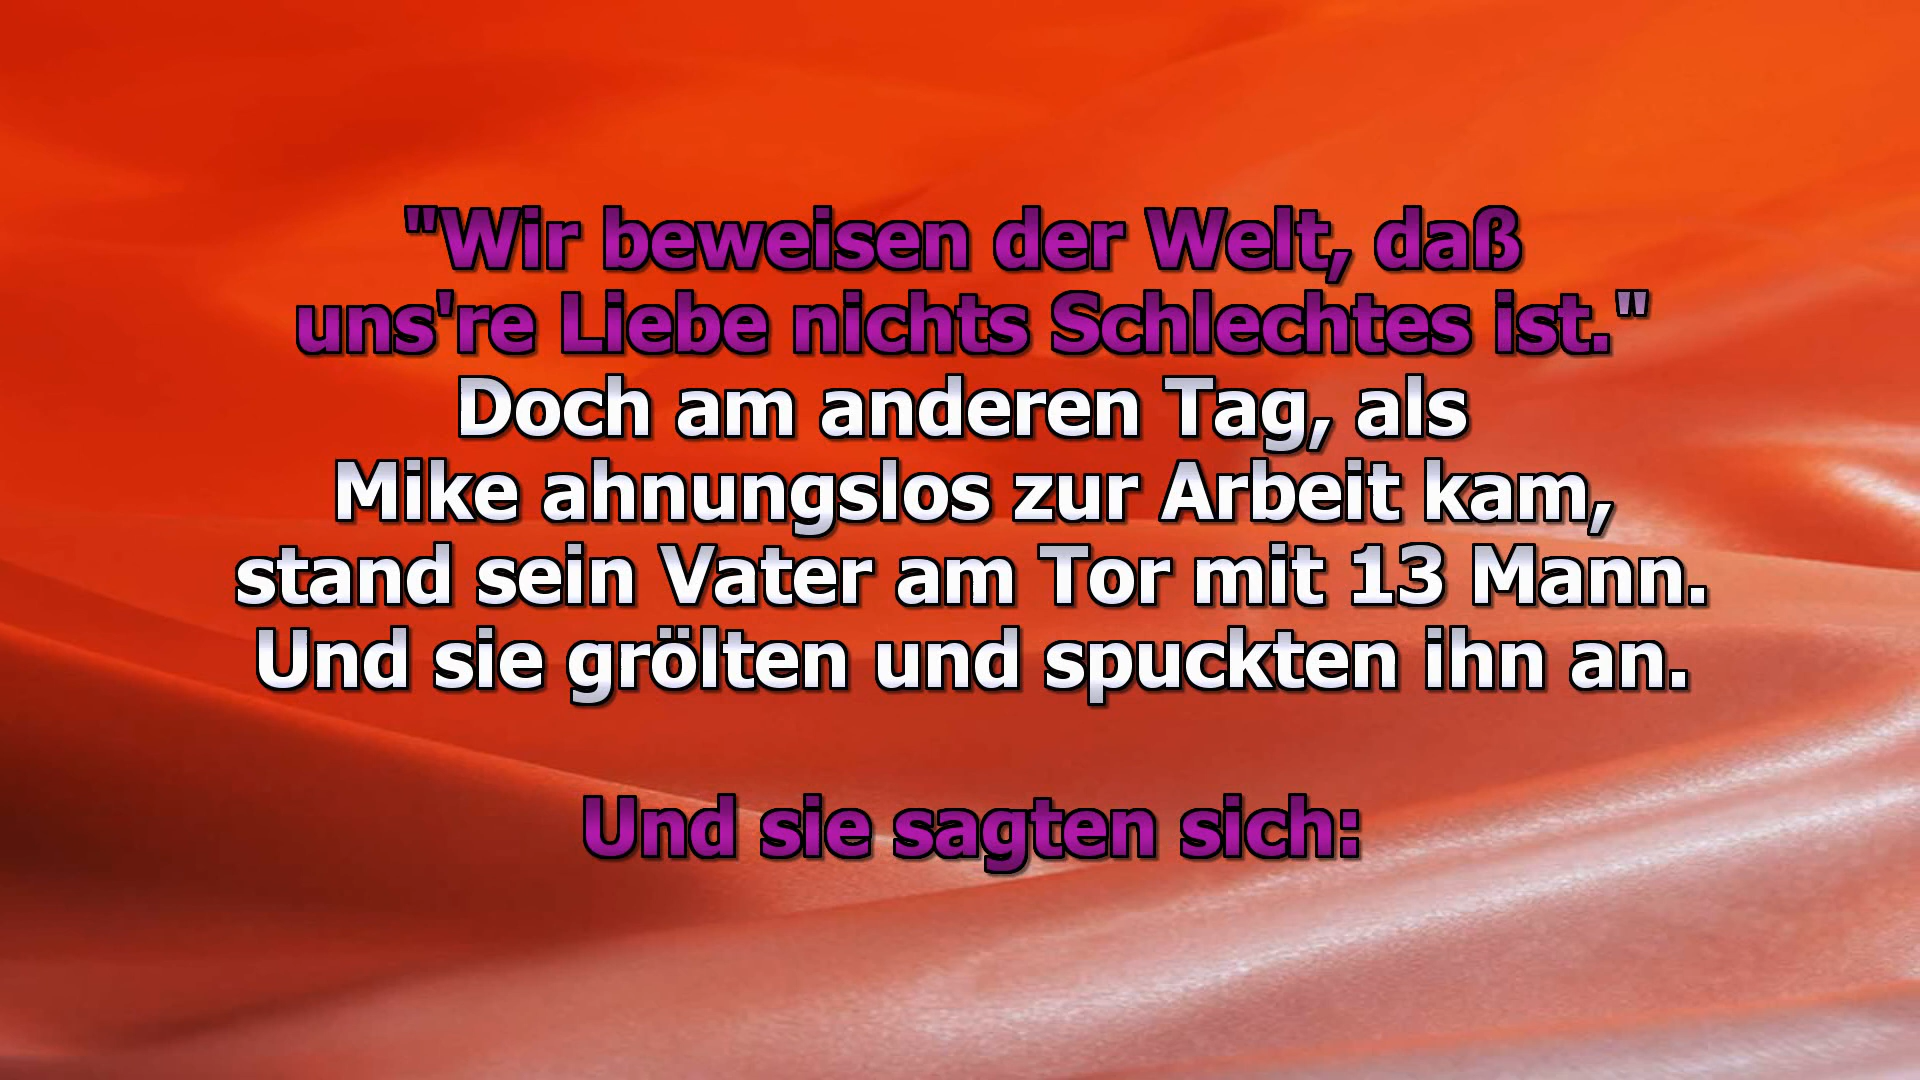 "Wir beweisen der Welt, daß
uns're Liebe nichts Schlechtes ist."
Doch am anderen Tag, als
Mike ahnungslos zur Arbeit kam,
stand sein Vater am Tor mit 13 Mann.
Und sie grölten und spuckten ihn an.
Und sie sagten sich: